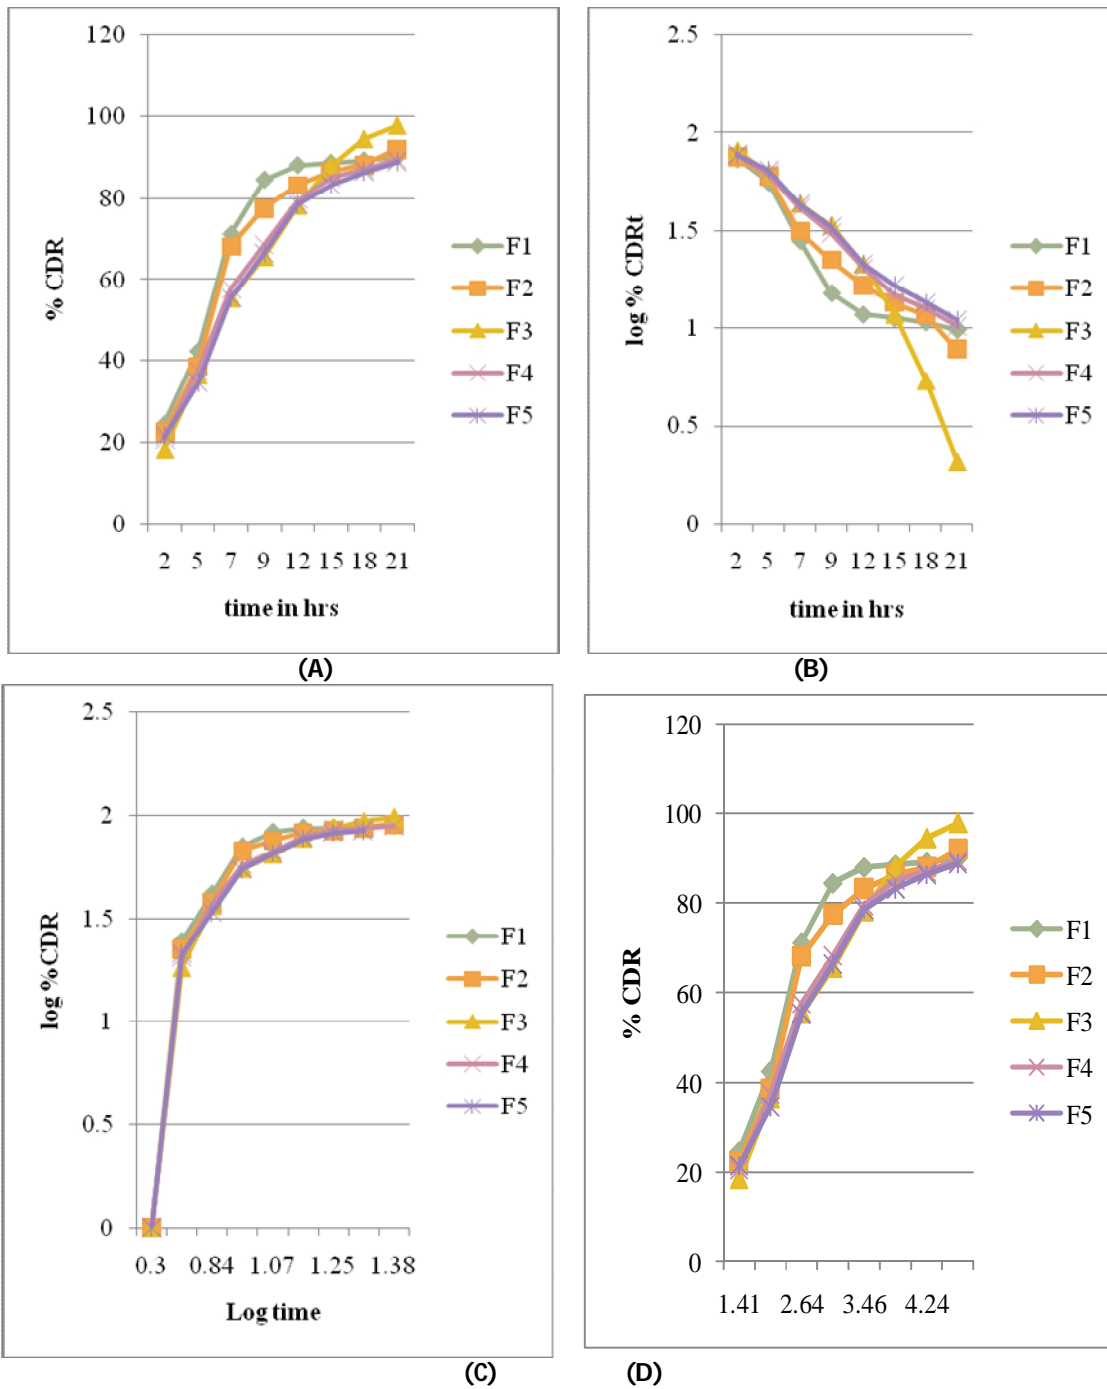 120
100
80
60
40
20
0
% CDR
2 5 7 9 12 15 18 21
time in hrs
F1
F2
F3
F4
F5
(A)
2.5
2
1.5
1
0.5
0
log % CDRt
2 5 7 9 12 15 18 21
time in hrs
F1
F2
F3
F4
F5
(B)
2.5
2
1.5
1
0.5
0
log %CDR
0.3 0.84 1.07 1.25 1.38
Log time
F1
F2
F3
F4
F5
(C)
120
100
80
60
40
20
0
% CDR
1.41 2.64 3.46 4.24
F1
F2
F3
F4
F5
(D)